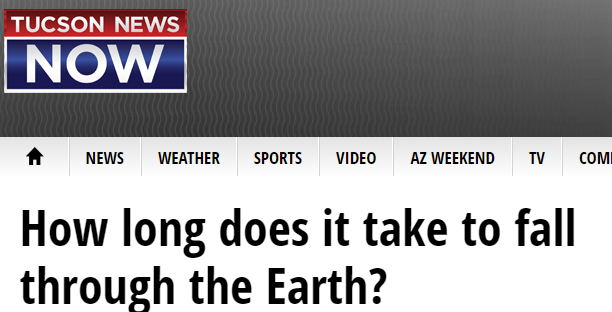 TUCSON NEWS
NOW
NEWS WEATHER SPORTS VIDEO AZ WEEKEND TV COM
How long does it take to fall
through the Earth?